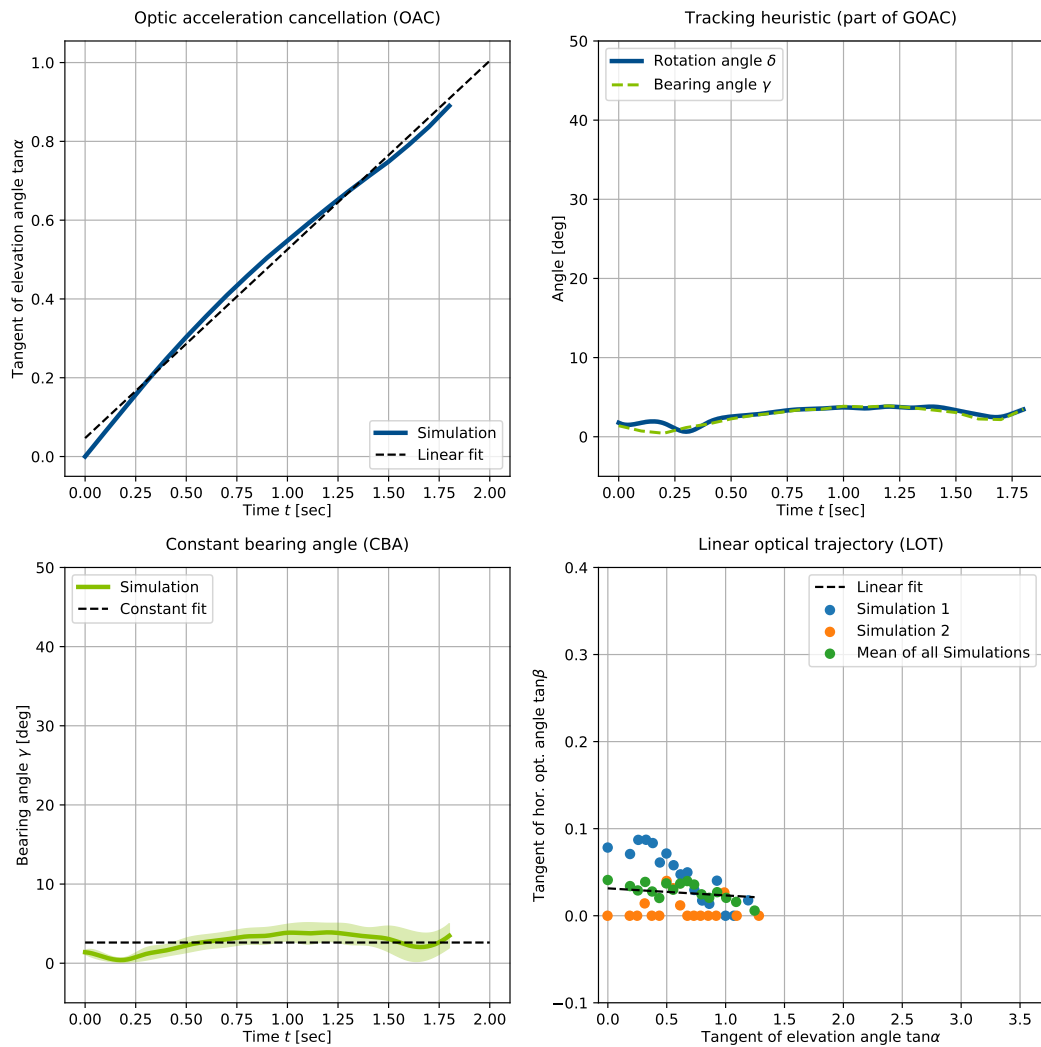 Optic acceleration cancellation (OAC)
Tangent of elevation angle tanα
1.0
0.8
0.6
0.4
0.2
0.0
Simulation
Linear fit
0.00 0.25 0.50 0.75 1.00 1.25 1.50 1.75 2.00
Time t [sec]
Tracking heuristic (part of GOAC)
Angle [deg]
50
40
30
20
10
0
Rotation angle δ
Bearing angle γ
0.00 0.25 0.50 0.75 1.00 1.25 1.50 1.75
Time t [sec]
Constant bearing angle (CBA)
Bearing angle γ [deg]
50
40
30
20
10
0
Simulation
Constant fit
0.00 0.25 0.50 0.75 1.00 1.25 1.50 1.75 2.00
Time t [sec]
Linear optical trajectory (LOT)
Tangent of hor. opt. angle tanβ
0.4
0.3
0.2
0.1
0.0
−0.1
Linear fit
Simulation 1
Simulation 2
Mean of all Simulations
0.0 0.5 1.0 1.5 2.0 2.5 3.0 3.5
Tangent of elevation angle tanα